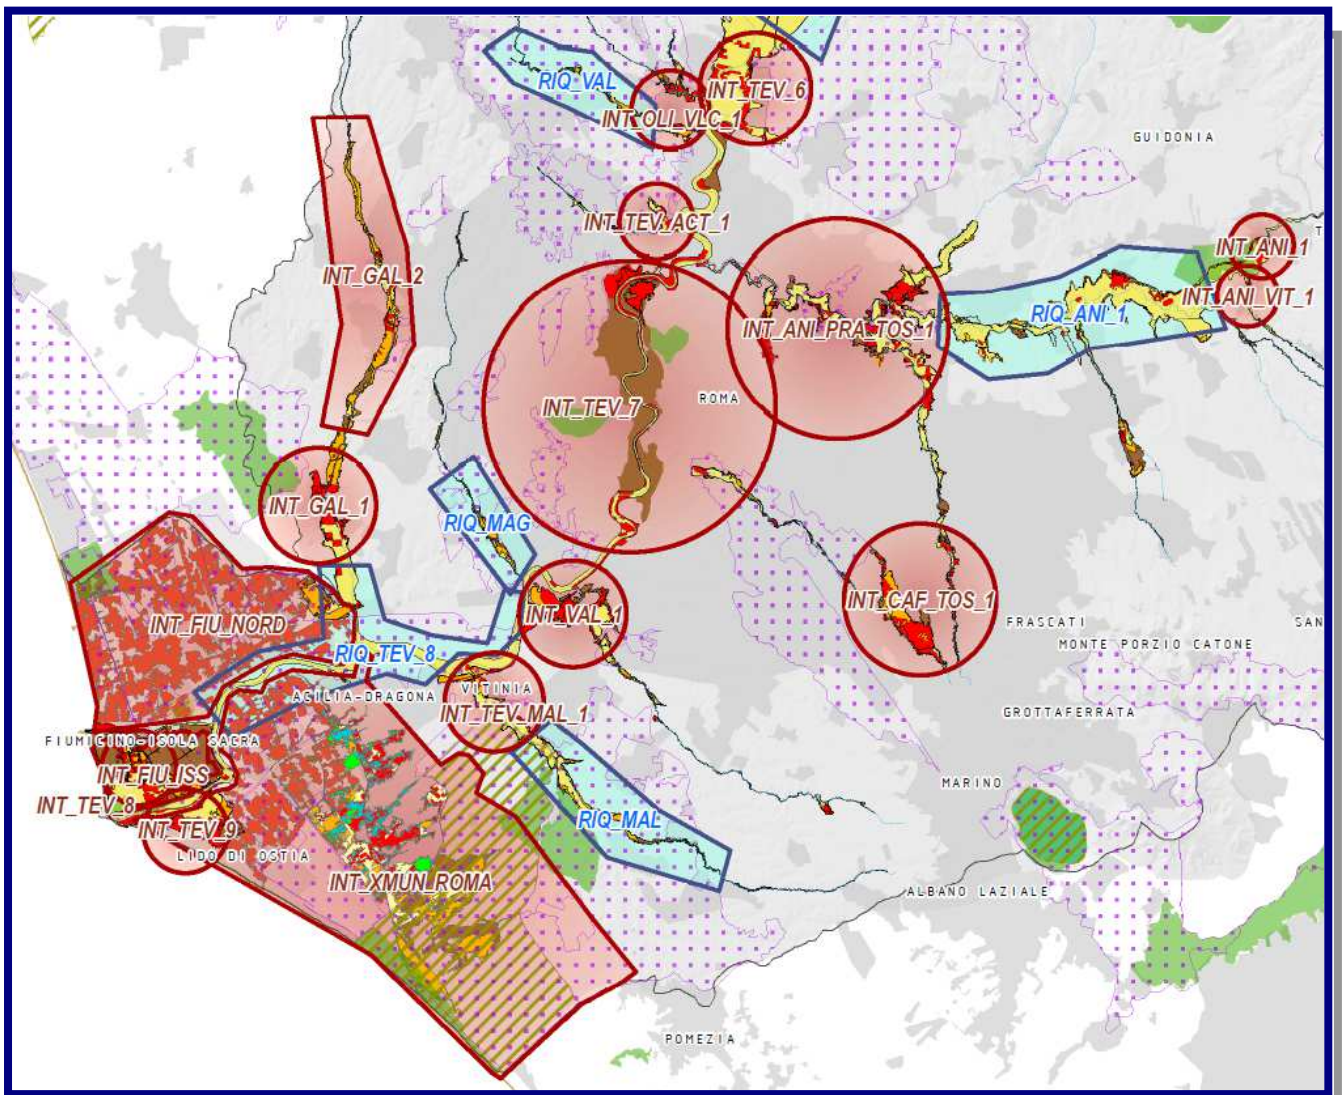 RIQ_VAL
INT_TEV_6
INT_OLI_VLC_1
GUIDONIA
INT_TEV_ACT_1
INT_ANI_1
T
INT_GAL_2
INT_ANI_VIT_1
RIQ_ANI_1
INT_ANI_PRA_TOS_1
ROMA
INT_TEV_7
INT_GAL_1
RIQ_MAG
INT_CAF_TOS_1
INT_VAL_1
INT_FIU_NORD
FRASCATI
SAN
MONTE PORZIO CATONE
RIQ_TEV_8
VITINIA
ACILIA-DRAGONA
INT_TEV_MAL_1
GROTTAFERRATA
FIUMICINO-ISOLA SACRA
INT_FIU_ISS
MARINO
INT_TEV_8
RIQ_MAL
INT_TEV_9
LIDO DI OSTIA
INT_XMUN_ROMA
ALBANO LAZIALE
POMEZIA